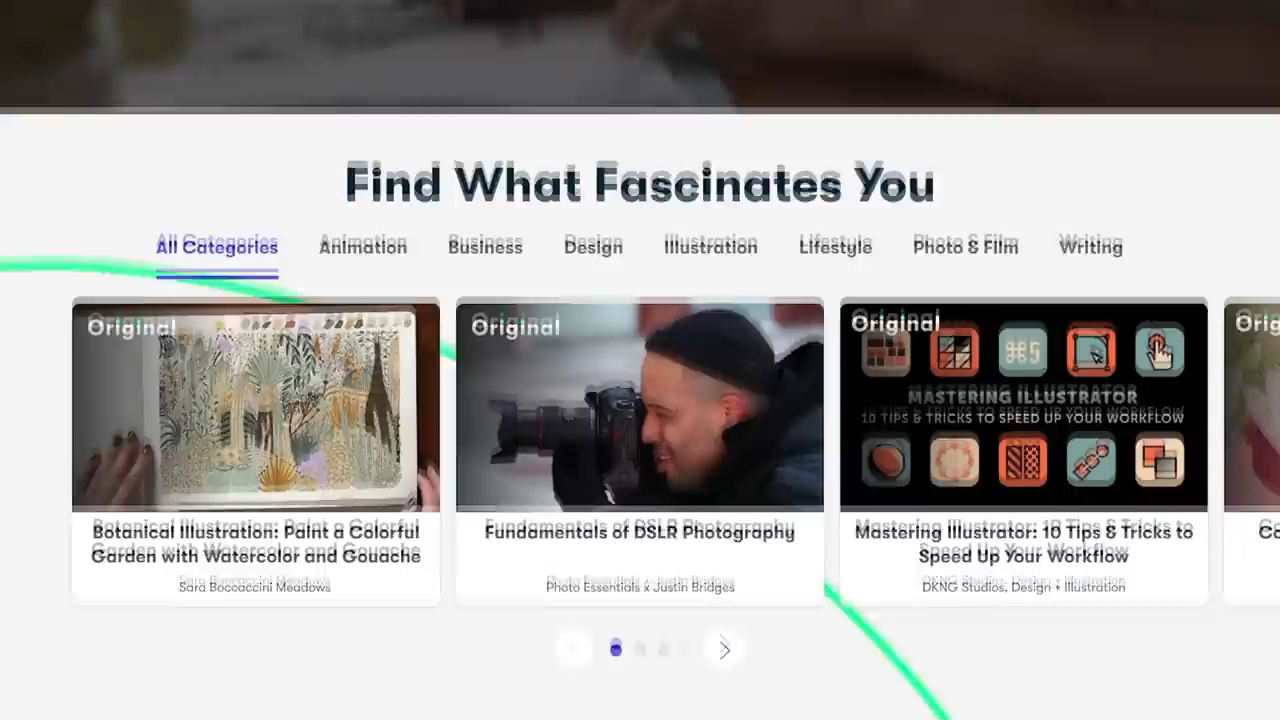 Find What Fascinates You
All Categories Animation Business Design Illustration Lifestyle Photo & Film Writing
Original Original Original
⌘5
MASTERING ILLUSTRATOR
10 TIPS & TRICKS TO SPEED UP YOUR WORKFLOW
Botanical Illustration: Paint a Colorful
Garden with Watercolor and Gouache
Sara Boccaccini Meadows
Fundamentals of DSLR Photography
Photo Essentials x Justin Bridges
Mastering Illustrator: 10 Tips & Tricks to
Speed Up Your Workflow
DKNG Studios, Design + Illustration